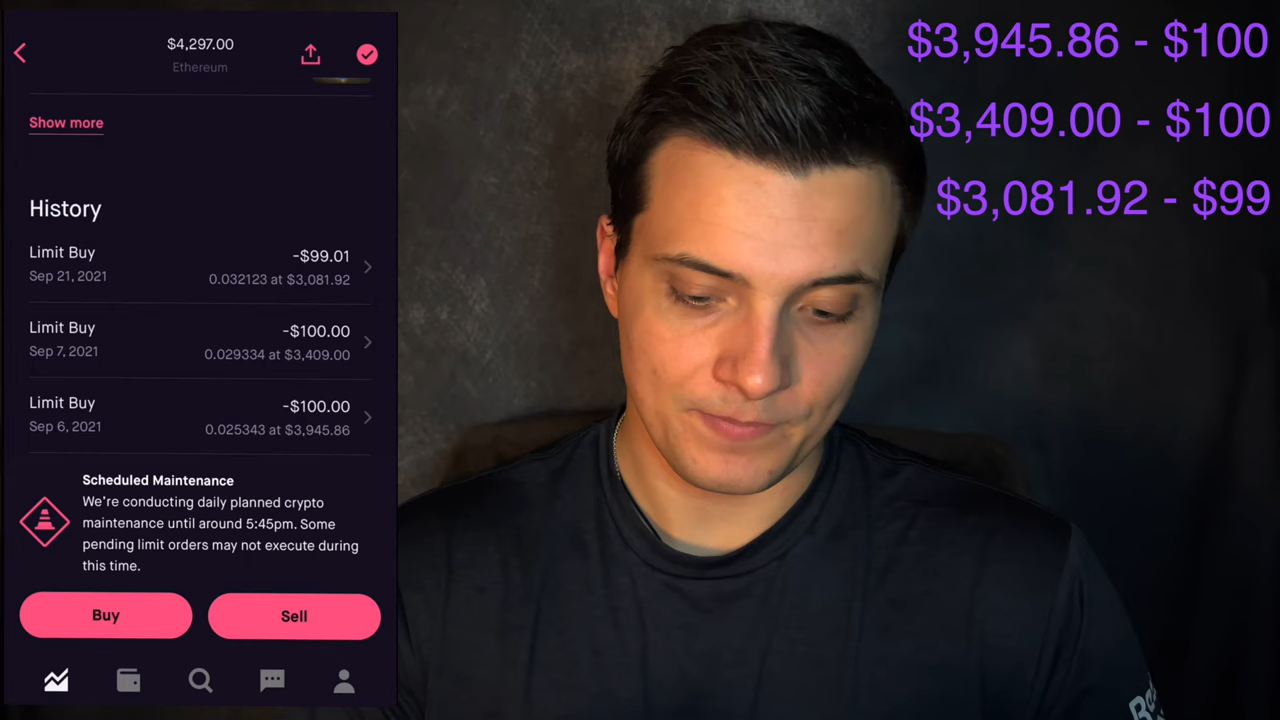 $4,297.00
Ethereum
Show more
History
Limit Buy
-$99.01
Sep 21, 2021
0.032123 at $3,081.92
Limit Buy
-$100.00
Sep 7, 2021
0.029334 at $3,409.00
Limit Buy
-$100.00
Sep 6, 2021
0.025343 at $3,945.86
Scheduled Maintenance
We're conducting daily planned crypto
maintenance until around 5:45pm. Some
pending limit orders may not execute during
this time.
Buy
Sell
$3,945.86 - $100
$3,409.00 - $100
$3,081.92 - $99